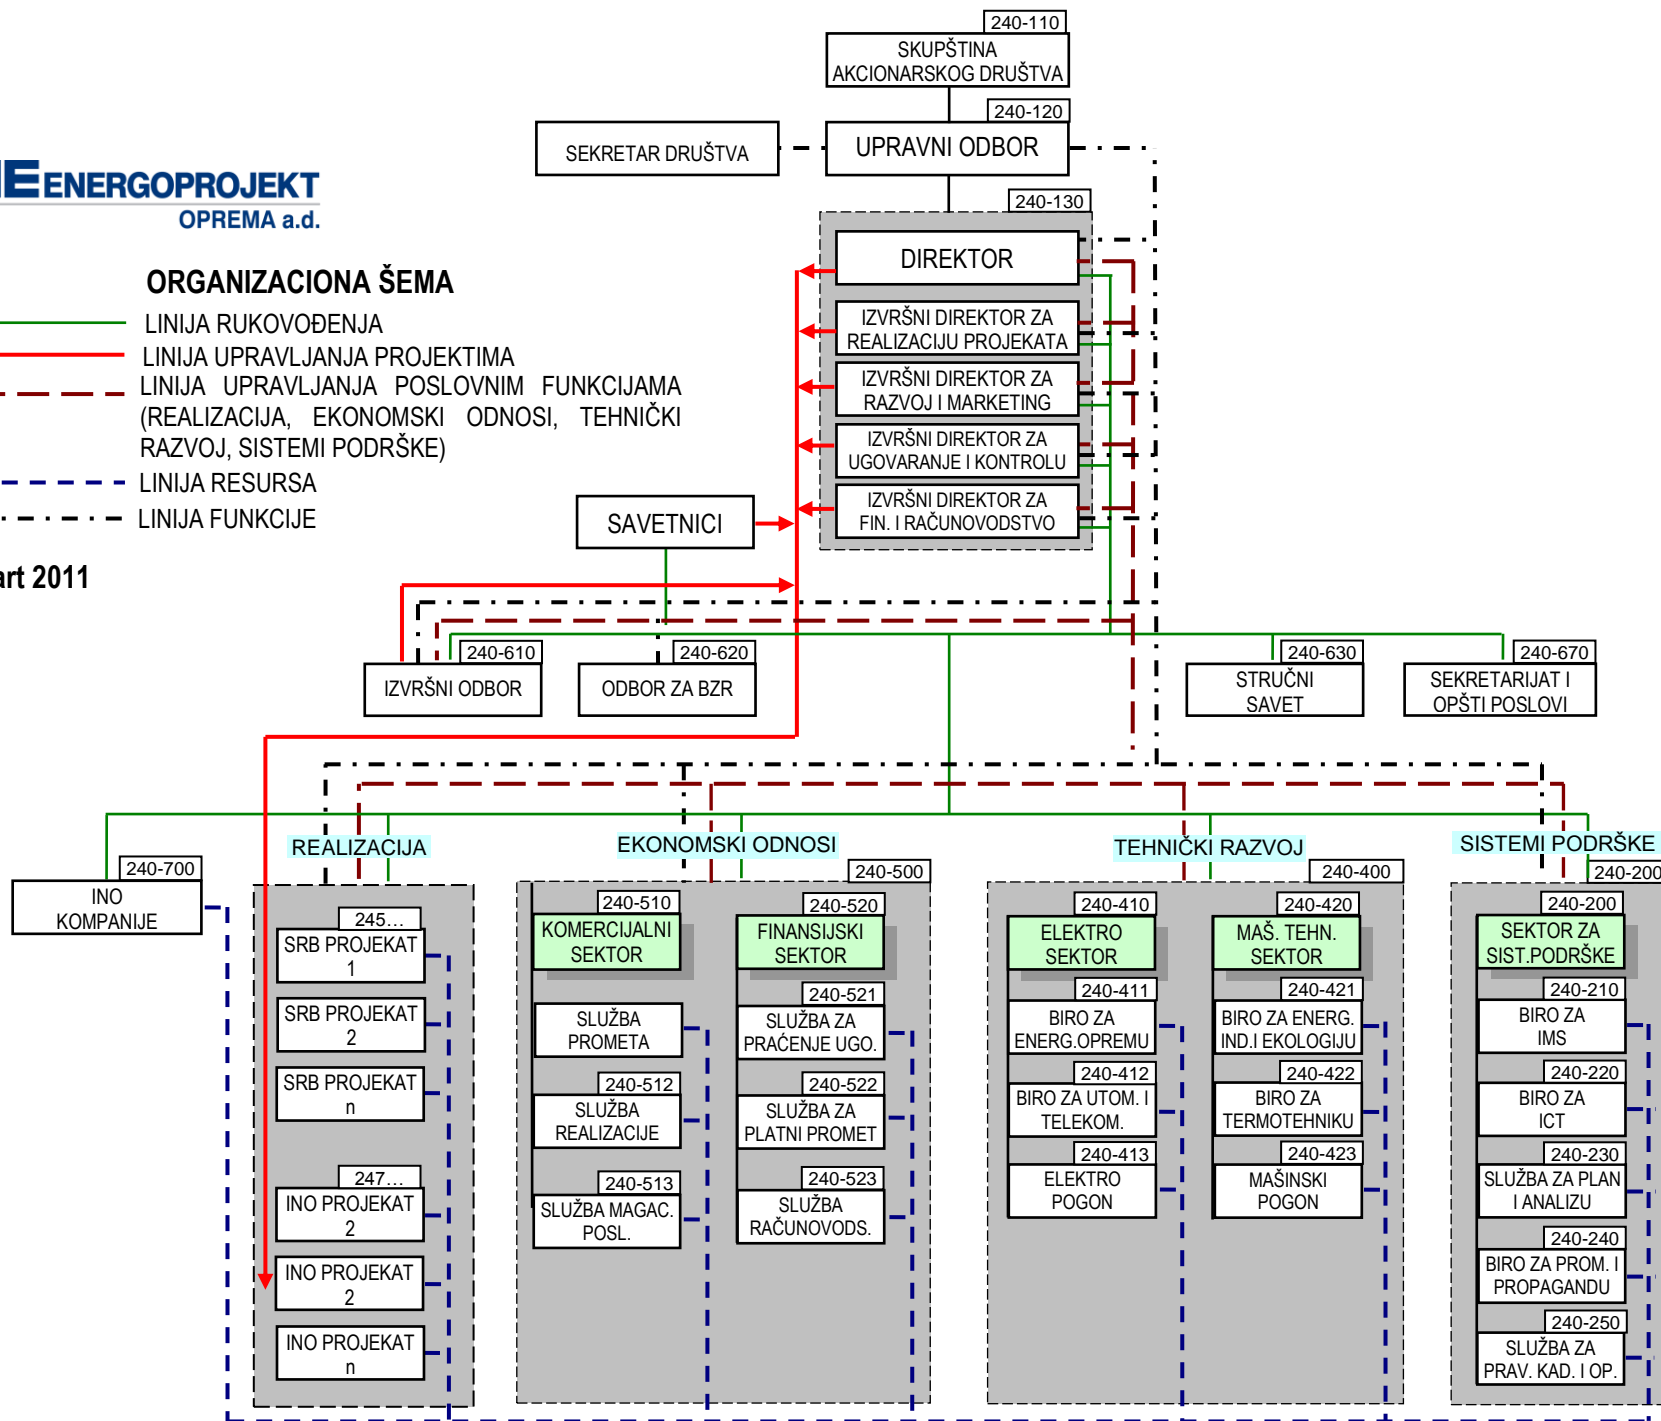 240-110
SKUPŠTINA
AKCIONARSKOG DRUŠTVA
240-120
SEKRETAR DRUŠTVA
UPRAVNI ODBOR
ENERGOPROJEKT
OPREMA a.d.
240-130
DIREKTOR
IZVRŠNI DIREKTOR ZA
REALIZACIJU PROJEKATA
IZVRŠNI DIREKTOR ZA
RAZVOJ I MARKETING
IZVRŠNI DIREKTOR ZA
UGOVARANJE I KONTROLU
IZVRŠNI DIREKTOR ZA
FIN. I RAČUNOVODSTVO
ORGANIZACIONA ŠEMA
LINIJA RUKOVOĐENJA
LINIJA UPRAVLJANJA PROJEKTIMA
LINIJA UPRAVLJANJA POSLOVNIM FUNKCIJAMA
(REALIZACIJA, EKONOMSKI ODNOSI, TEHNIČKI
RAZVOJ, SISTEMI PODRŠKE)
LINIJA RESURSA
LINIJA FUNKCIJE
art 2011
SAVETNICI
240-610
IZVRŠNI ODBOR
240-620
ODBOR ZA BZR
240-630
STRUČNI
SAVET
240-670
SEKRETARIJAT I
OPŠTI POSLOVI
REALIZACIJA
EKONOMSKI ODNOSI
TEHNIČKI RAZVOJ
SISTEMI PODRŠKE
240-700
INO
KOMPANIJE
245…
SRB PROJEKAT
1
SRB PROJEKAT
2
SRB PROJEKAT
n
247…
INO PROJEKAT
2
INO PROJEKAT
2
INO PROJEKAT
n
240-500
240-510
KOMERCIJALNI
SEKTOR
SLUŽBA
PROMETA
240-512
SLUŽBA
REALIZACIJE
240-513
SLUŽBA MAGAC.
POSL.
240-520
FINANSIJSKI
SEKTOR
240-521
SLUŽBA ZA
PRAĆENJE UGO.
240-522
SLUŽBA ZA
PLATNI PROMET
240-523
SLUŽBA
RAČUNOVODS.
240-400
240-410
ELEKTRO
SEKTOR
240-411
BIRO ZA
ENERG.OPREMU
240-412
BIRO ZA UTOM. I
TELEKOM.
240-413
ELEKTRO
POGON
240-420
MAŠ. TEHN.
SEKTOR
240-421
BIRO ZA ENERG.
IND.I EKOLOGIJU
240-422
BIRO ZA
TERMOTEHNIKU
240-423
MAŠINSKI
POGON
240-200
240-200
SEKTOR ZA
SIST.PODRŠKE
240-210
BIRO ZA
IMS
240-220
BIRO ZA
ICT
240-230
SLUŽBA ZA PLAN
I ANALIZU
240-240
BIRO ZA PROM. I
PROPAGANDU
240-250
SLUŽBA ZA
PRAV. KAD. I OP.